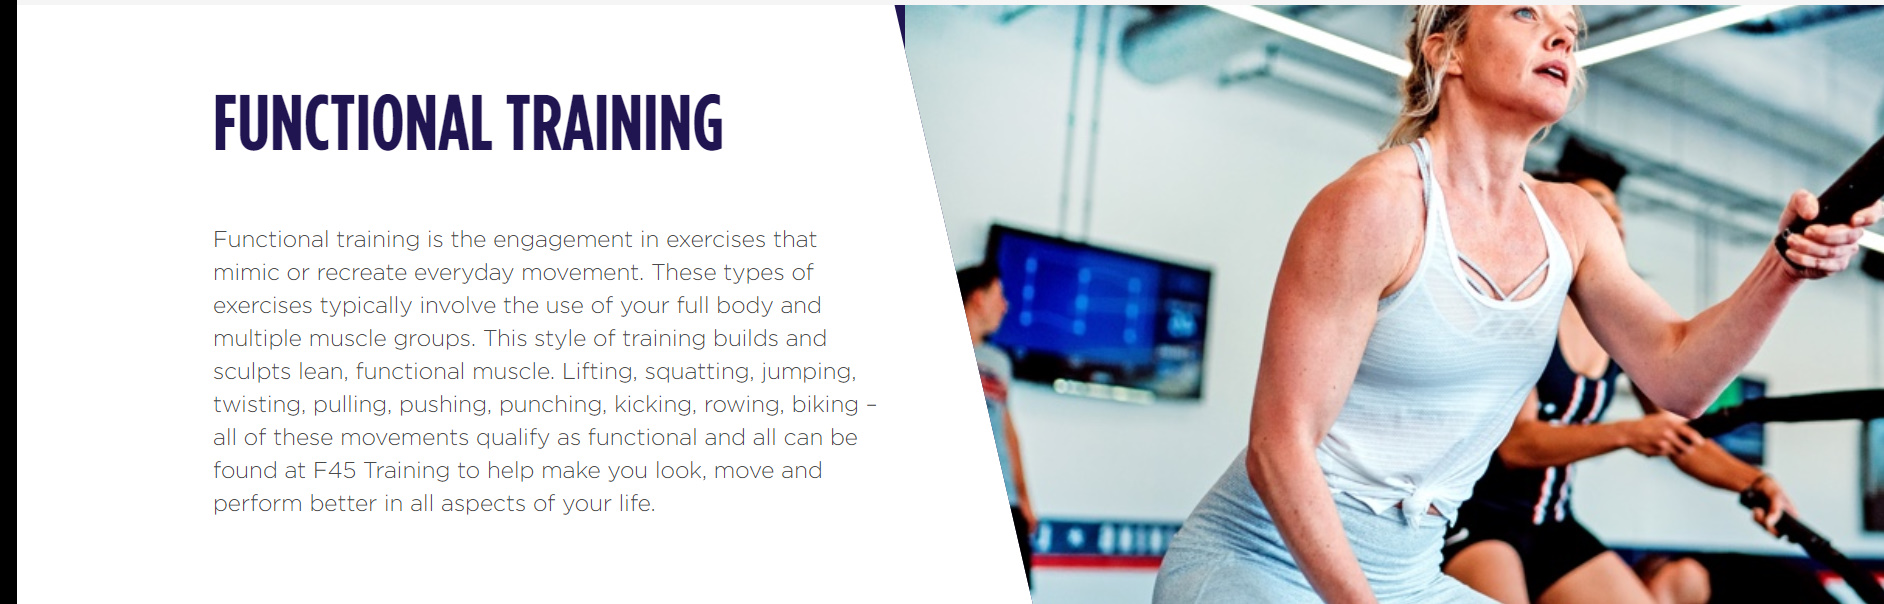 FUNCTIONAL TRAINING
Functional training is the engagement in exercises that
mimic or recreate everyday movement. These types of
exercises typically involve the use of your full body and
multiple muscle groups. This style of training builds and
sculpts lean, functional muscle. Lifting, squatting, jumping,
twisting, pulling, pushing, punching, kicking, rowing, biking –
all of these movements qualify as functional and all can be
found at F45 Training to help make you look, move and
perform better in all aspects of your life.